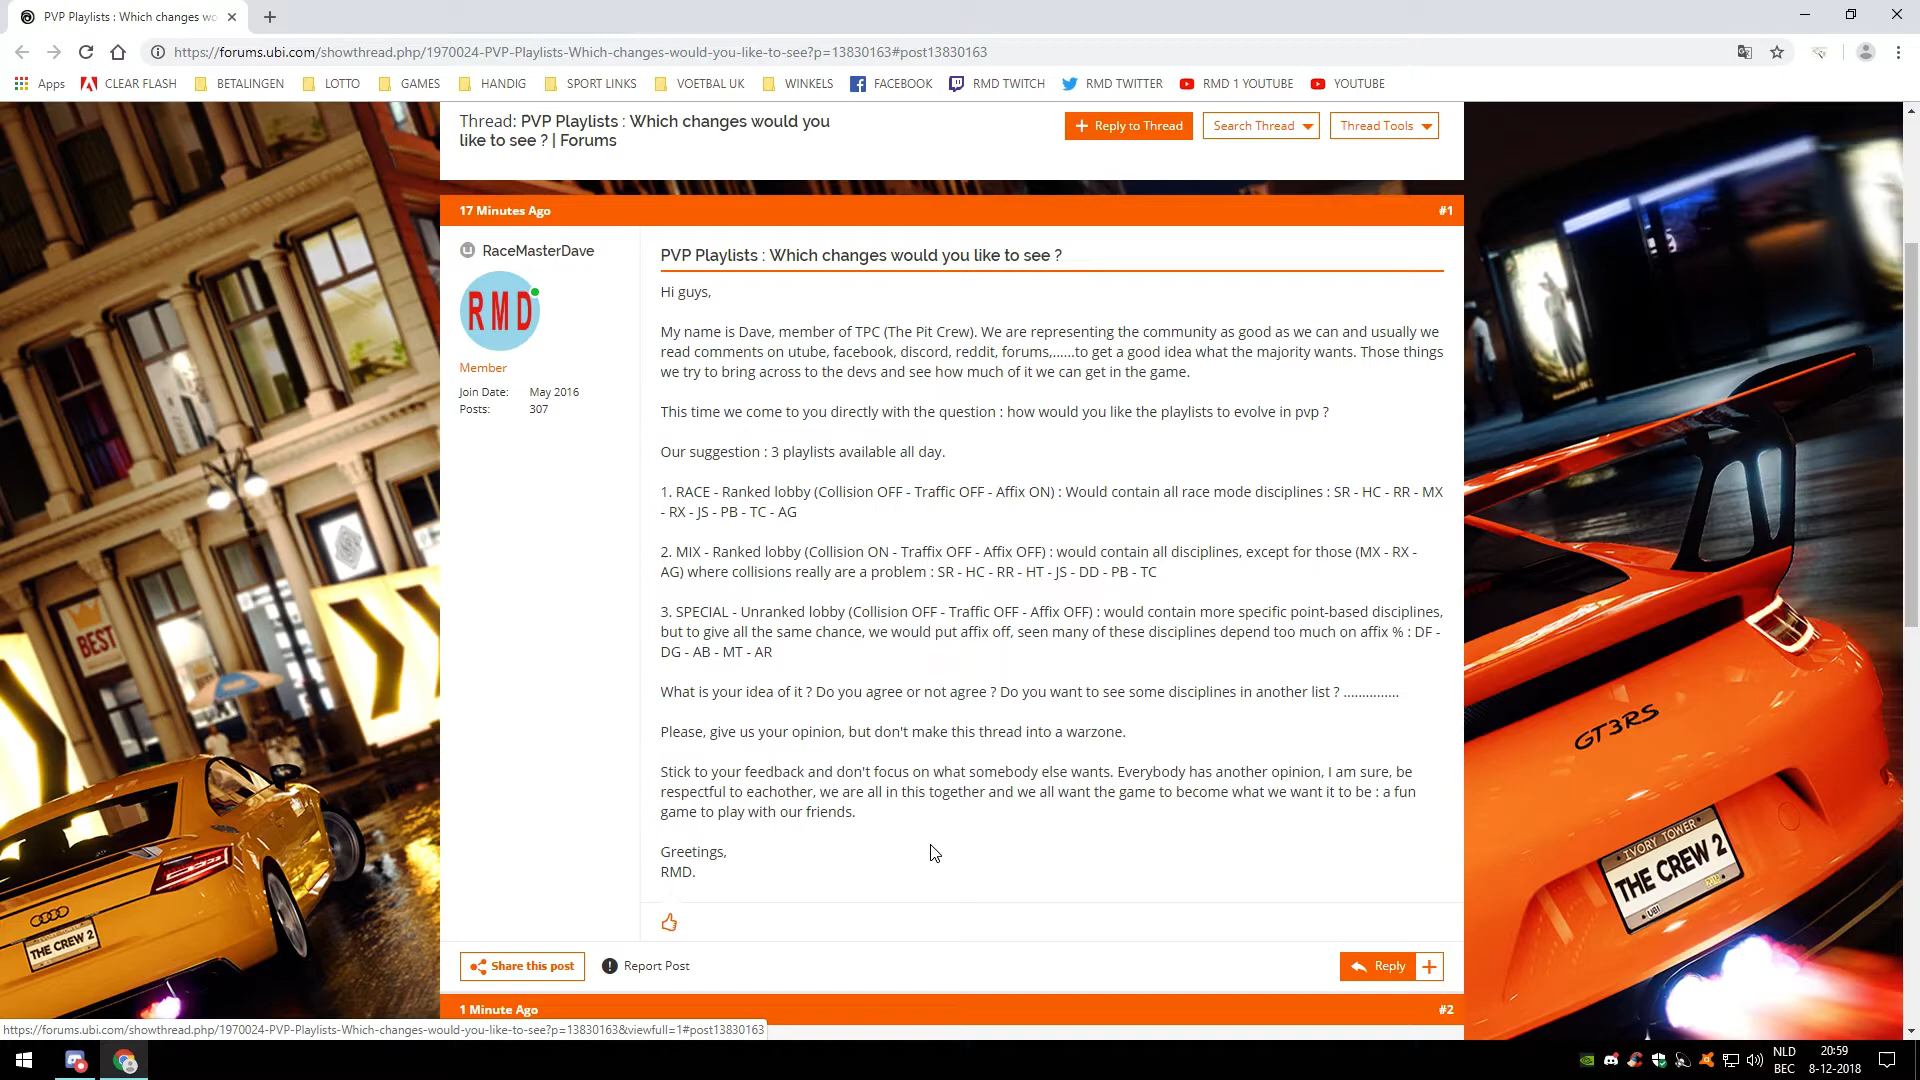 PVP Playlists : Which changes wo
https://forums.ubi.com/showthread.php/1970024-PVP-Playlists-Which-changes-would-you-like-to-see?p=13830163#post13830163
Apps CLEAR FLASH BETALINGEN LOTTO GAMES HANDIG SPORT LINKS VOETBAL UK WINKELS FACEBOOK RMD TWITCH RMD TWITTER RMD 1 YOUTUBE YOUTUBE
Thread: PVP Playlists : Which changes would you
like to see ? | Forums
Reply to Thread Search Thread Thread Tools
17 Minutes Ago #1
RaceMasterDave
RMD
Member
Join Date: May 2016
Posts: 307
PVP Playlists : Which changes would you like to see ?
Hi guys,
My name is Dave, member of TPC (The Pit Crew). We are representing the community as good as we can and usually we
read comments on utube, facebook, discord, reddit, forums,......to get a good idea what the majority wants. Those things
we try to bring across to the devs and see how much of it we can get in the game.
This time we come to you directly with the question : how would you like the playlists to evolve in pvp ?
Our suggestion : 3 playlists available all day.
1. RACE - Ranked lobby (Collision OFF - Traffic OFF - Affix ON) : Would contain all race mode disciplines : SR - HC - RR - MX
- RX - JS - PB - TC - AG
2. MIX - Ranked lobby (Collision ON - Traffix OFF - Affix OFF) : would contain all disciplines, except for those (MX - RX -
AG) where collisions really are a problem : SR - HC - RR - HT - JS - DD - PB - TC
3. SPECIAL - Unranked lobby (Collision OFF - Traffic OFF - Affix OFF) : would contain more specific point-based disciplines,
but to give all the same chance, we would put affix off, seen many of these disciplines depend too much on affix % : DF -
DG - AB - MT - AR
What is your idea of it ? Do you agree or not agree ? Do you want to see some disciplines in another list ? ...............
Please, give us your opinion, but don't make this thread into a warzone.
Stick to your feedback and don't focus on what somebody else wants. Everybody has another opinion, I am sure, be
respectful to eachother, we are all in this together and we all want the game to become what we want it to be : a fun
game to play with our friends.
Greetings,
RMD.
Share this post Report Post Reply
1 Minute Ago #2
https://forums.ubi.com/showthread.php/1970024-PVP-Playlists-Which-changes-would-you-like-to-see?p=13830163&viewfull=1#post13830163
BEST
THE CREW 2
GT3RS
IVORY TOWER
THE CREW 2
UBI
NLD
BEC
20:59
8-12-2018